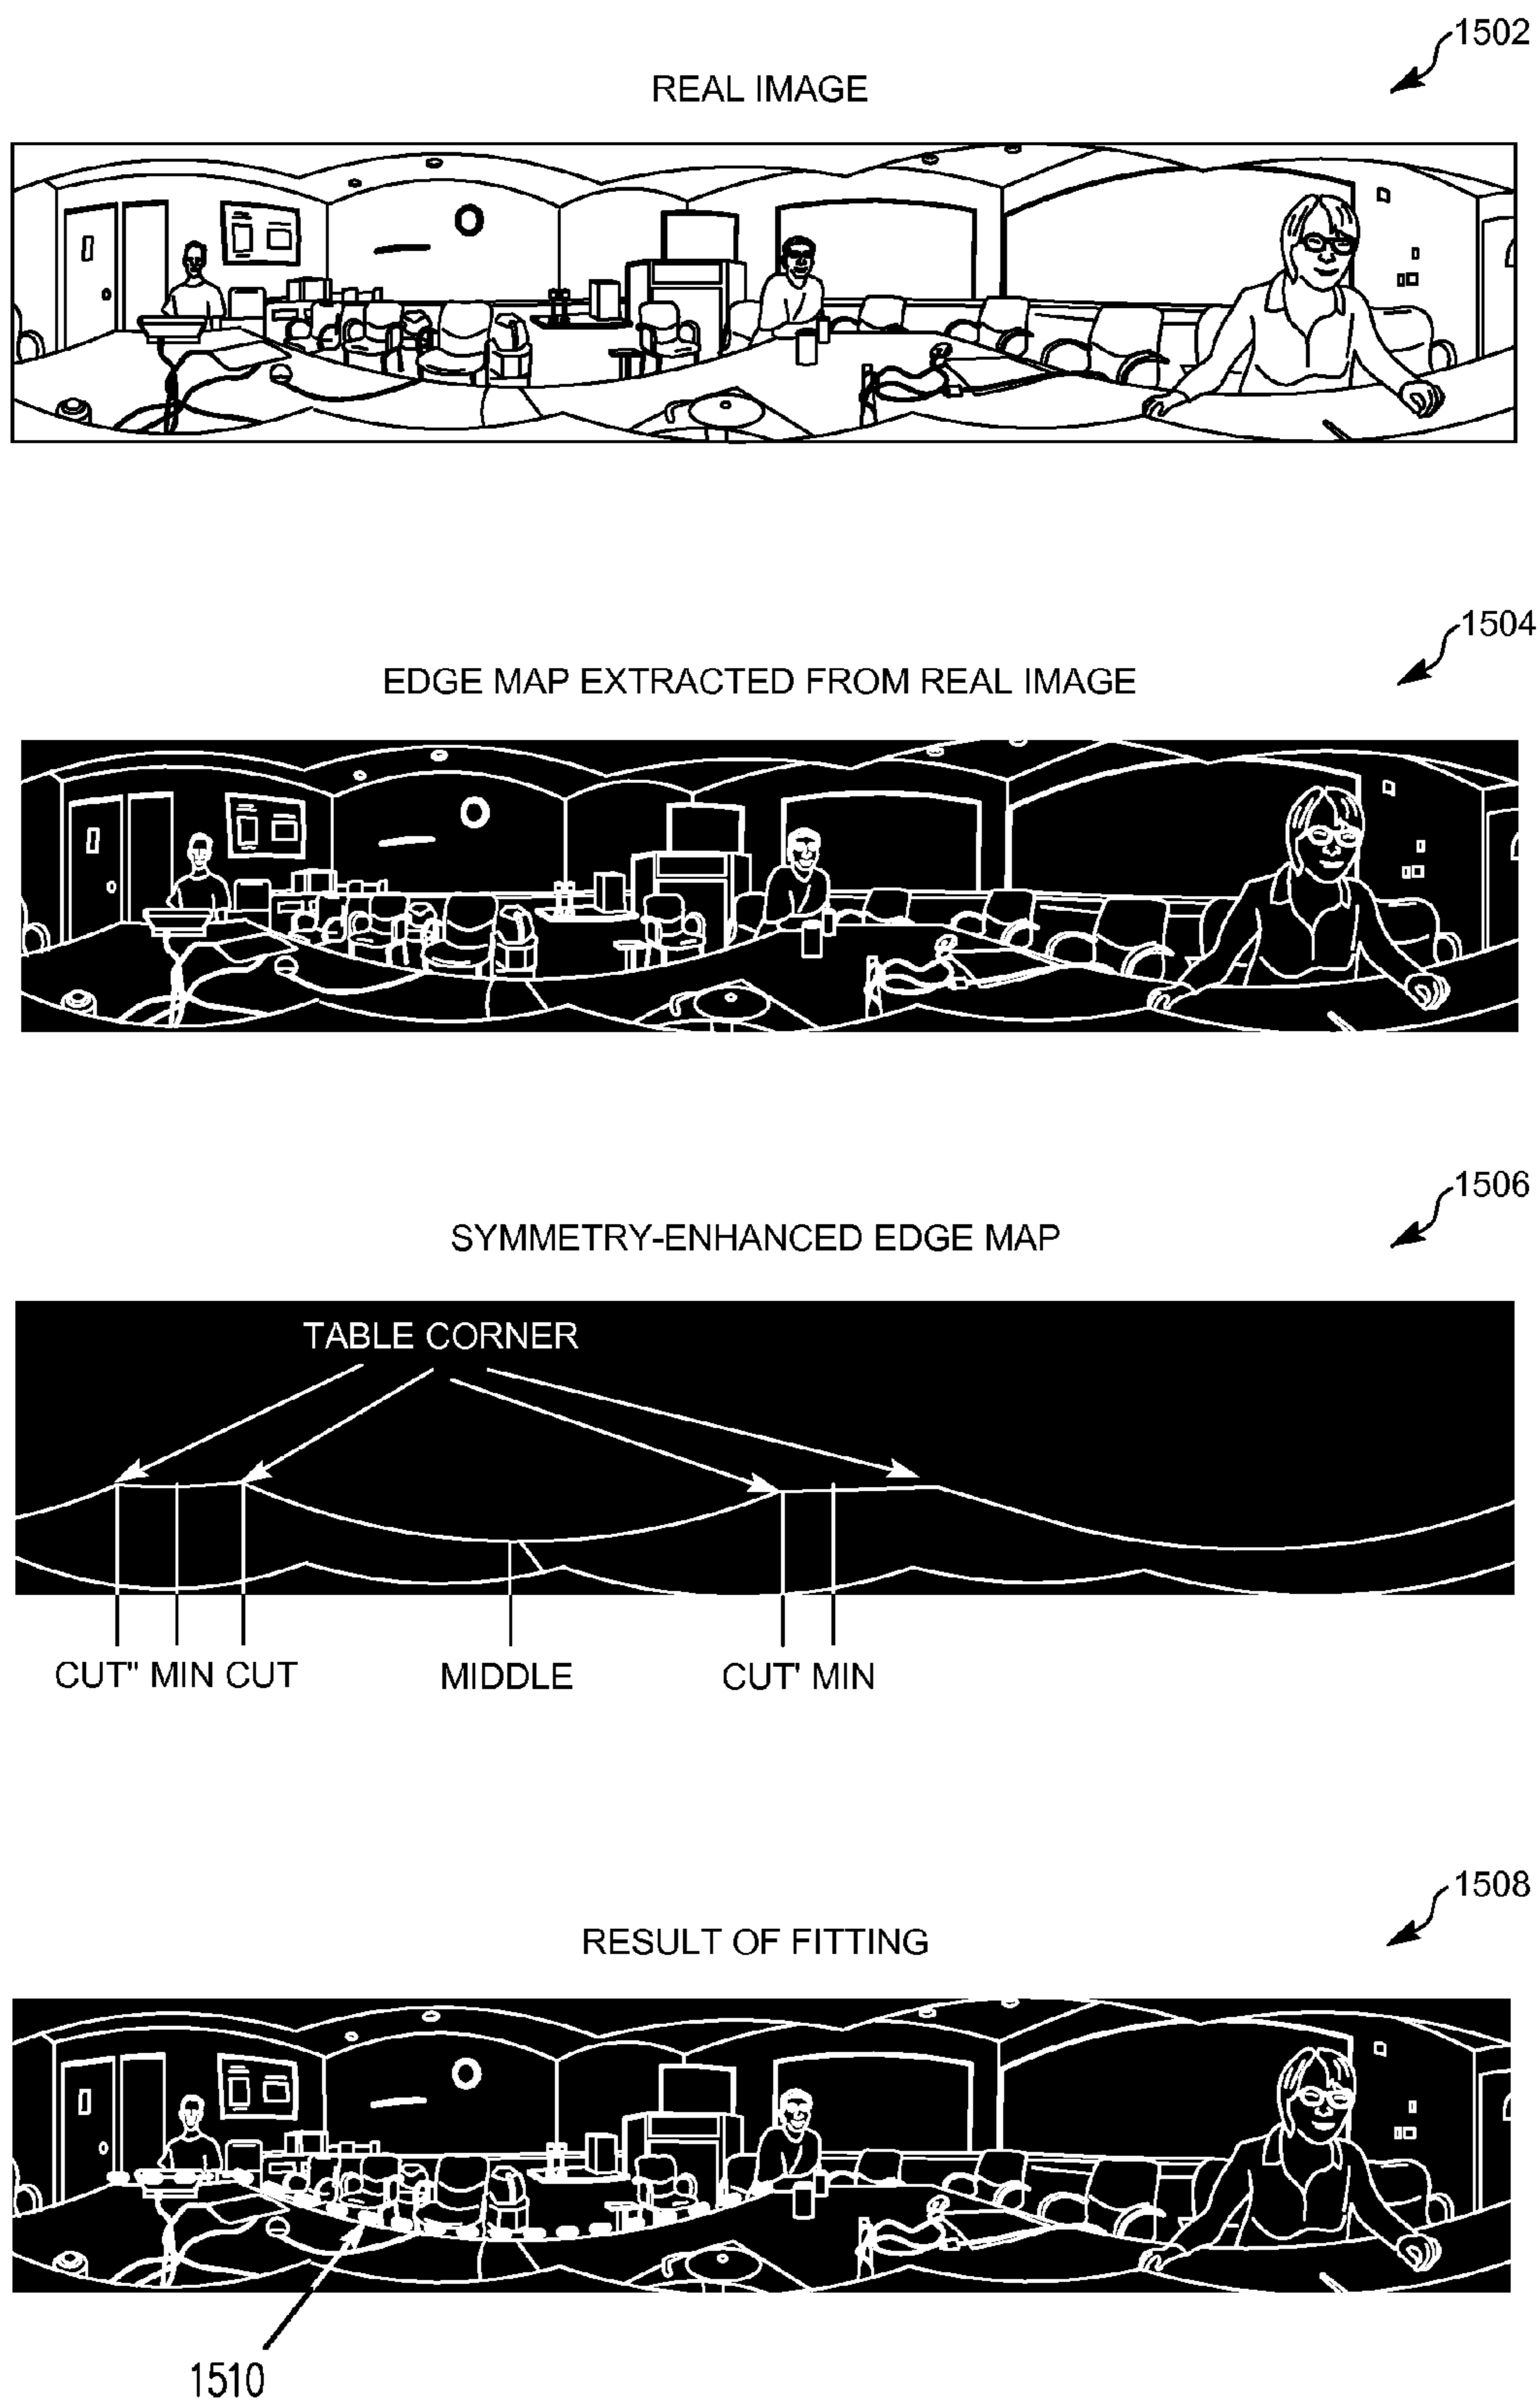 1502
REAL IMAGE
1504
EDGE MAP EXTRACTED FROM REAL IMAGE
1506
SYMMETRY-ENHANCED EDGE MAP
TABLE CORNER
CUT" MIN CUT MIDDLE CUT' MIN
1508
RESULT OF FITTING
1510